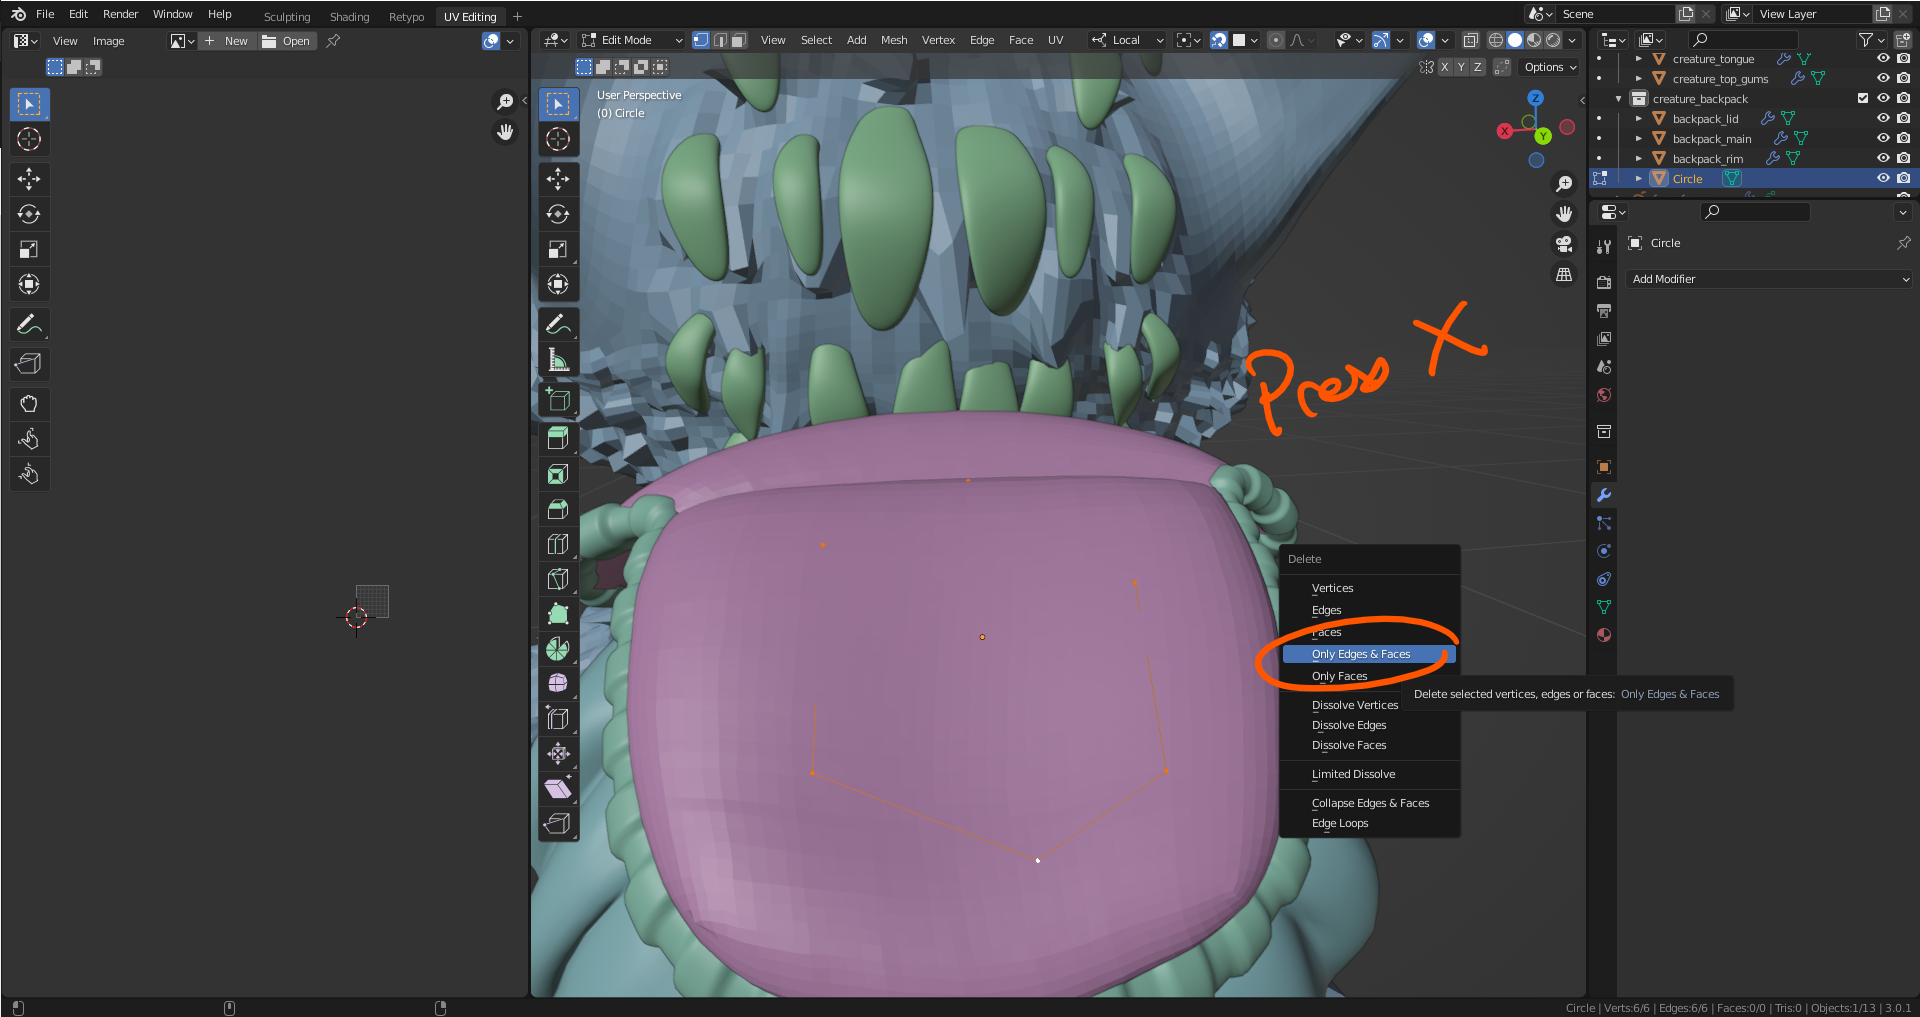 File Edit Render Window Help Sculpting Shading Retypo UV Editing + Scene View Layer
View Image + New Open Edit Mode View Select Add Mesh Vertex Edge Face UV Local
X Y Z Options
User Perspective
(0) Circle
Z
X
Y
creature_tongue
creature_top_gums
creature_backpack
backpack_lid
backpack_main
backpack_rim
Circle
Circle
Add Modifier
Press X
Delete
Vertices
Edges
Faces
Only Edges & Faces
Only Faces
Delete selected vertices, edges or faces: Only Edges & Faces
Dissolve Vertices
Dissolve Edges
Dissolve Faces
Limited Dissolve
Collapse Edges & Faces
Edge Loops
Circle | Verts:6/6 | Edges:6/6 | Faces:0/0 | Tris:0 | Objects:1/13 | 3.0.1